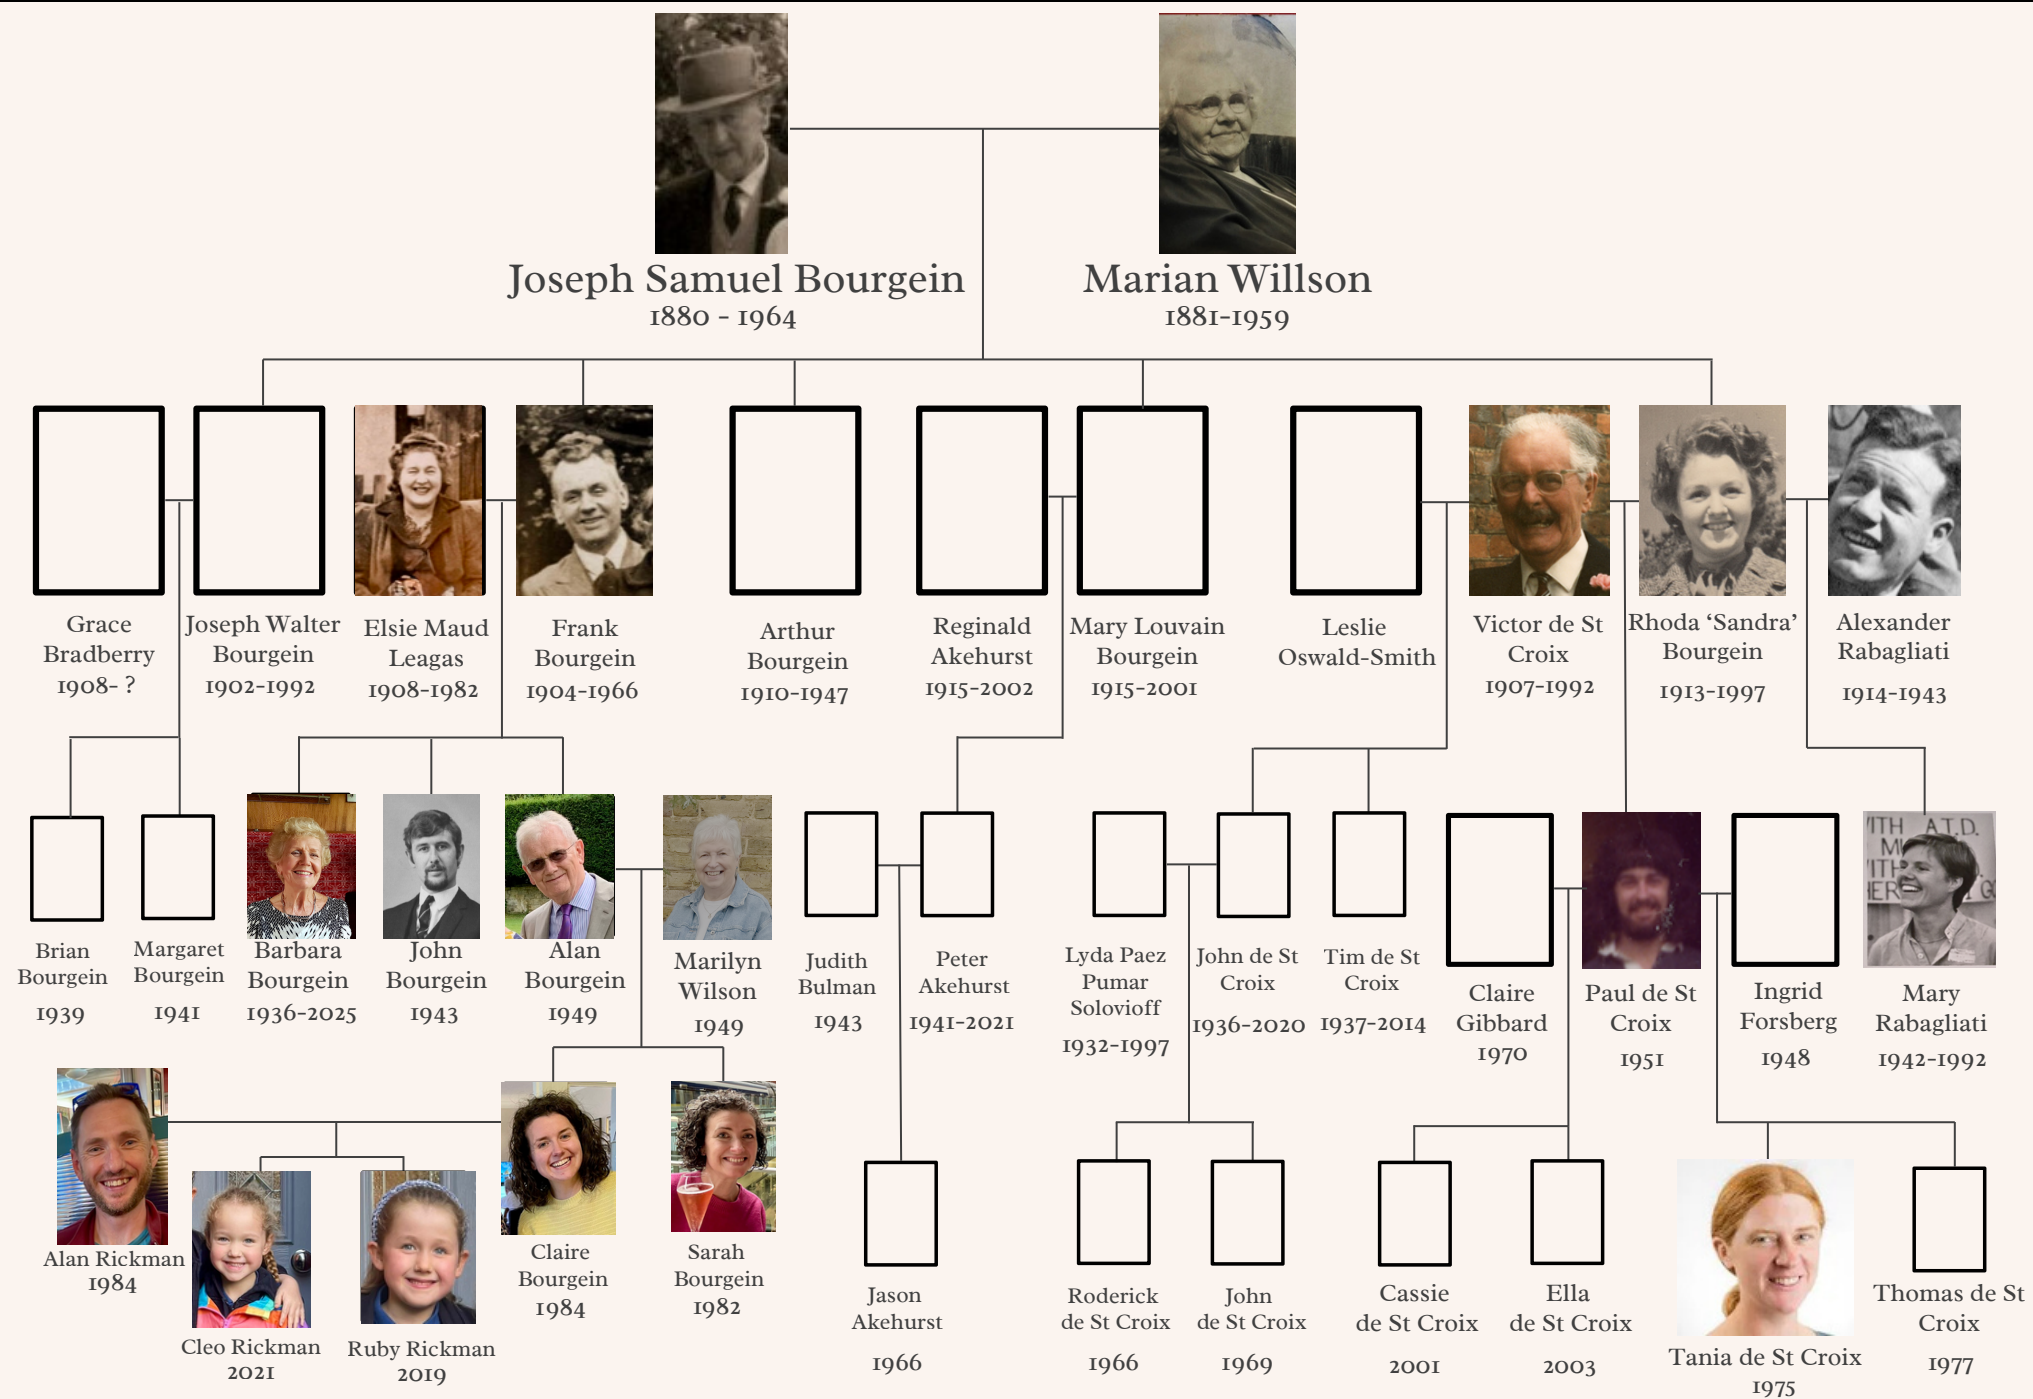 Joseph Samuel Bourgein
1880 - 1964
Marian Willson
1881-1959
Grace
Bradberry
1908- ?
Joseph Walter
Bourgein
1902-1992
Elsie Maud
Leagas
1908-1982
Frank
Bourgein
1904-1966
Arthur
Bourgein
1910-1947
Reginald
Akehurst
1915-2002
Mary Louvain
Bourgein
1915-2001
Leslie
Oswald-Smith
Victor de St
Croix
1907-1992
Rhoda ‘Sandra’
Bourgein
1913-1997
Alexander
Rabagliati
1914-1943
Brian
Bourgein
1939
Margaret
Bourgein
1941
Barbara
Bourgein
1936-2025
John
Bourgein
1943
Alan
Bourgein
1949
Marilyn
Wilson
1949
Judith
Bulman
1943
Peter
Akehurst
1941-2021
Lyda Paez
Pumar
Solovioff
1932-1997
John de St
Croix
1936-2020
Tim de St
Croix
1937-2014
Claire
Gibbard
1970
Paul de St
Croix
1951
Ingrid
Forsberg
1948
ITH A.T.D.
Mary
Rabagliati
1942-1992
Alan Rickman
1984
Cleo Rickman
2021
Ruby Rickman
2019
Claire
Bourgein
1984
Sarah
Bourgein
1982
Jason
Akehurst
1966
Roderick
de St Croix
1966
John
de St Croix
1969
Cassie
de St Croix
2001
Ella
de St Croix
2003
Tania de St Croix
1975
Thomas de St
Croix
1977